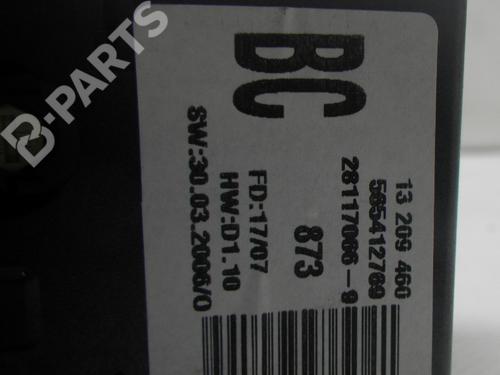 BC
13 209 450
565412769
28117066-9
873
FD:17/07
HW:D1.10
SW:30.03.2006/0
B-PARTS